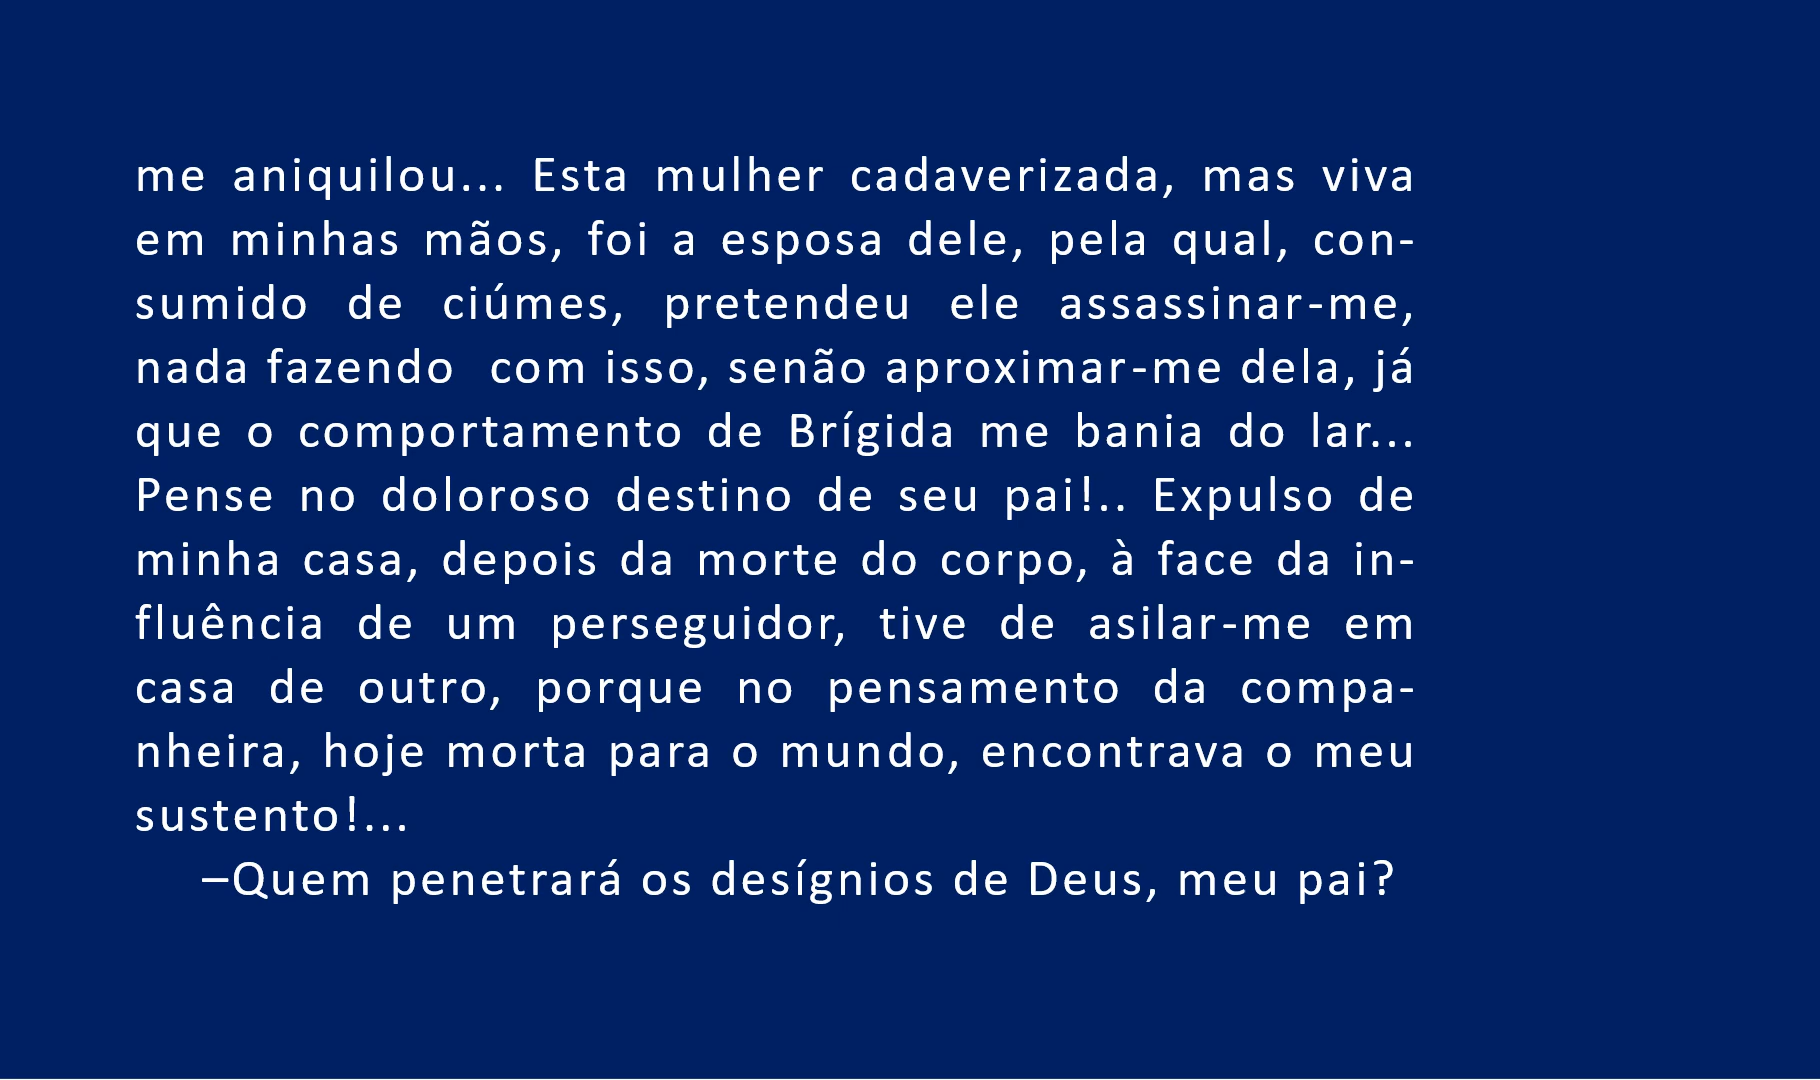 me aniquilou... Esta mulher cadaverizada, mas viva
em minhas mãos, foi a esposa dele, pela qual, con-
sumido de ciúmes, pretendeu ele assassinar-me,
nada fazendo  com isso, senão aproximar-me dela, já
que o comportamento de Brígida me bania do lar...
Pense no doloroso destino de seu pai!.. Expulso de
minha casa, depois da morte do corpo, à face da in-
fluência de um perseguidor, tive de asilar-me em
casa de outro, porque no pensamento da compa-
nheira, hoje morta para o mundo, encontrava o meu
sustento!...
–Quem penetrará os desígnios de Deus, meu pai?